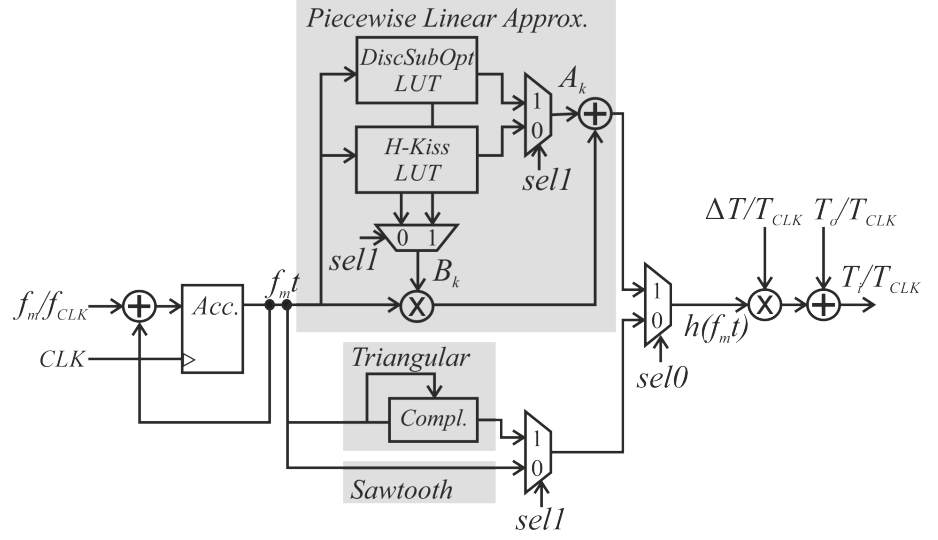 Piecewise Linear Approx.
DiscSubOpt
LUT
A_k
1
0
H-Kiss
LUT
sel1
0 1
sel1
B_k
ΔT/T_CLK
T_o/T_CLK
f_m/f_CLK
Acc.
f_m t
1
0
h(f_m t)
T_i/T_CLK
CLK
sel0
Triangular
Compl.
1
0
Sawtooth
sel1